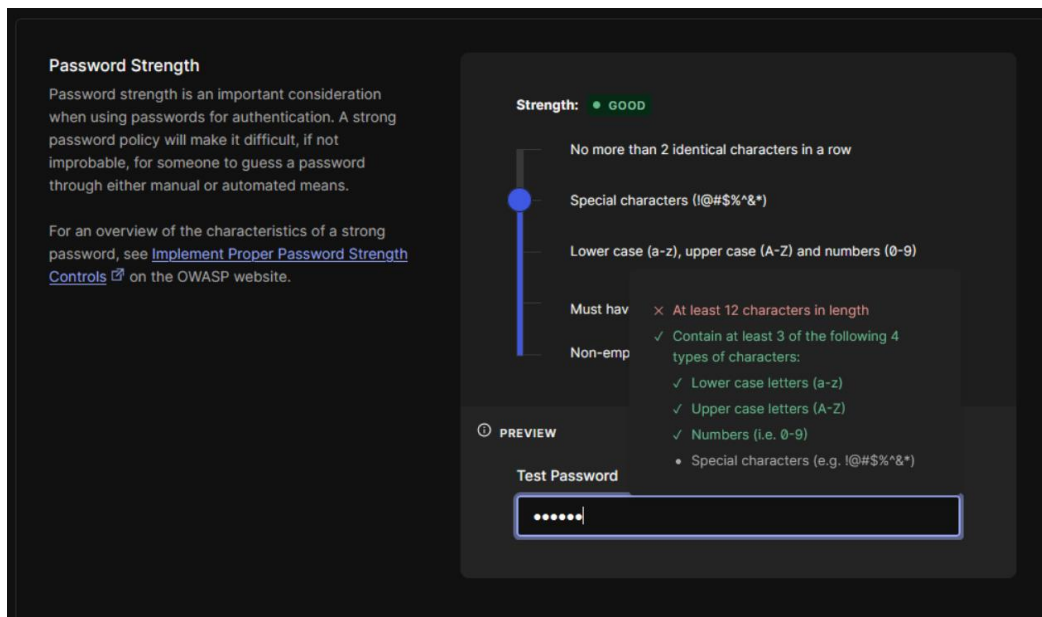 Password Strength
Password strength is an important consideration
when using passwords for authentication. A strong
password policy will make it difficult, if not
improbable, for someone to guess a password
through either manual or automated means.
For an overview of the characteristics of a strong
password, see Implement Proper Password Strength
Controls on the OWASP website.
Strength: GOOD
No more than 2 identical characters in a row
Special characters (!@#$%^&*)
Lower case (a-z), upper case (A-Z) and numbers (0-9)
Must hav
Non-emp
At least 12 characters in length
Contain at least 3 of the following 4
types of characters:
Lower case letters (a-z)
Upper case letters (A-Z)
Numbers (i.e. 0-9)
Special characters (e.g. !@#$%^&*)
PREVIEW
Test Password